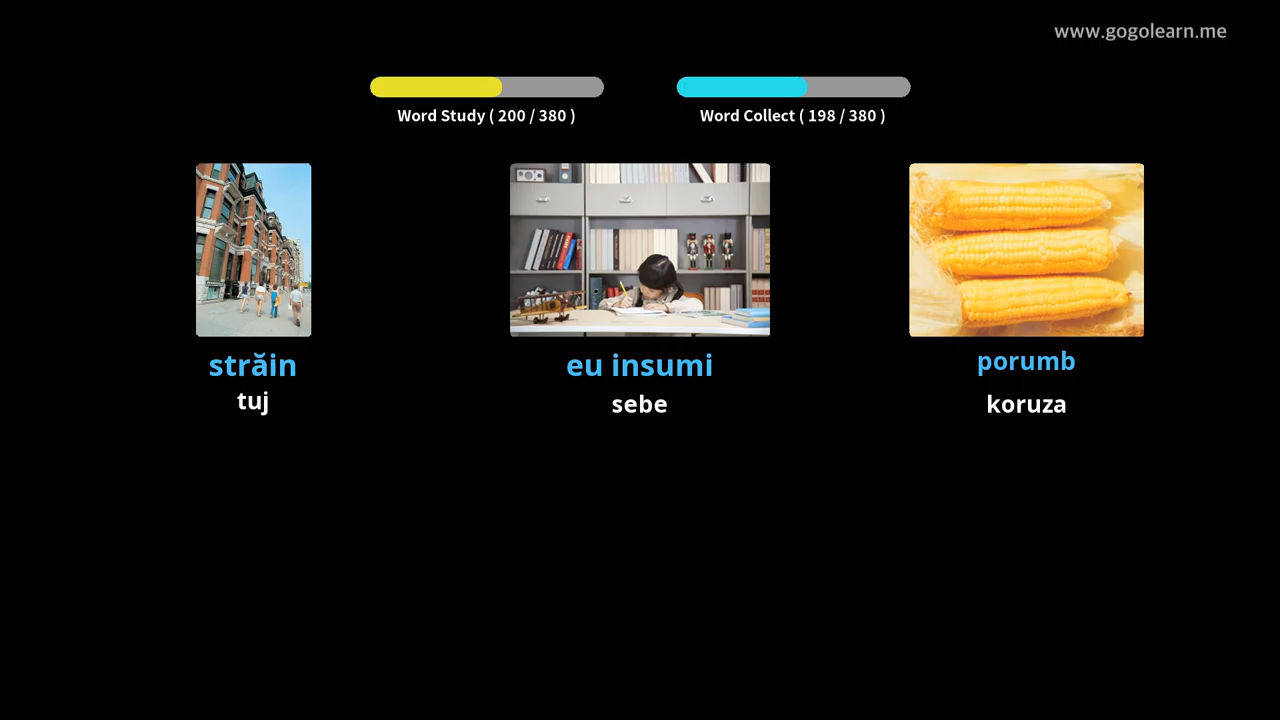 www.gogolearn.me
Word Study ( 200 / 380 )
Word Collect ( 198 / 380 )
străin
tuj
eu insumi
sebe
porumb
koruza